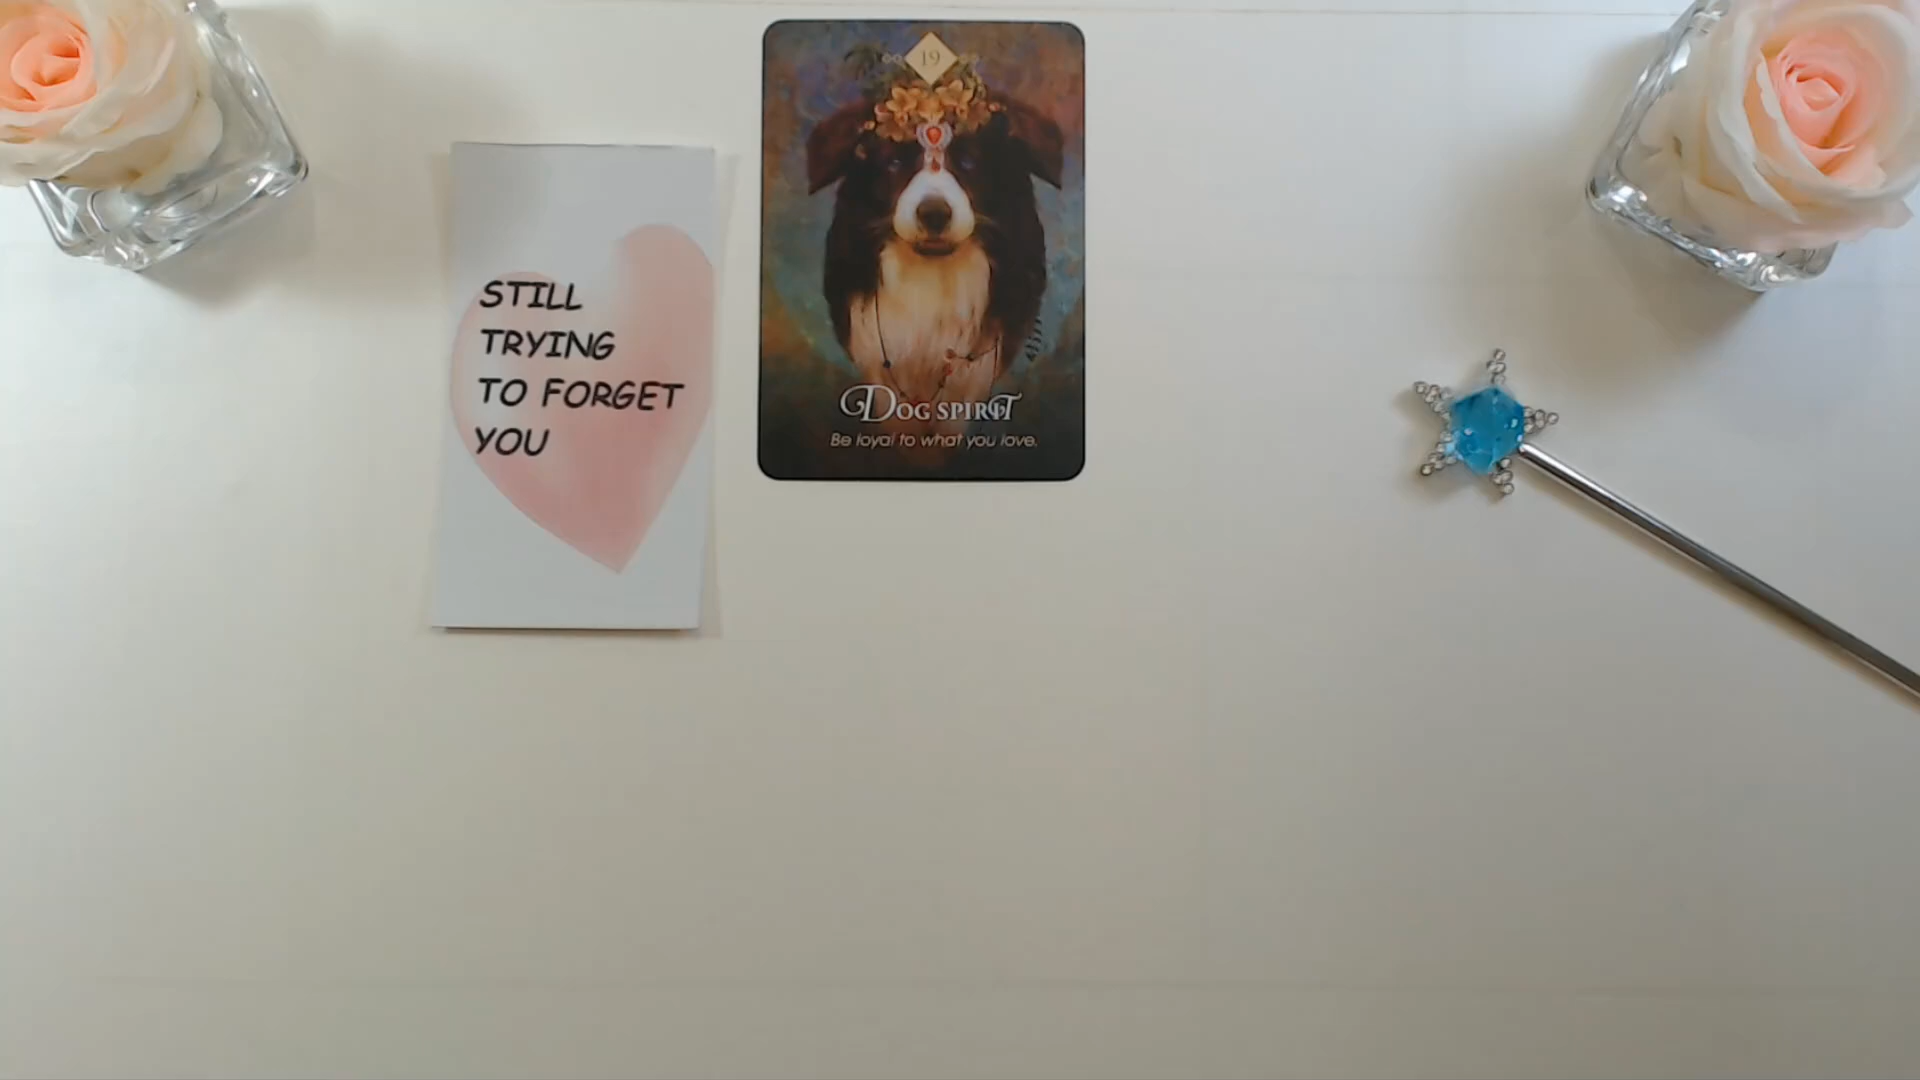 STILL
TRYING
TO FORGET
YOU
19
DOG SPIRIT
Be loyal to what you love.